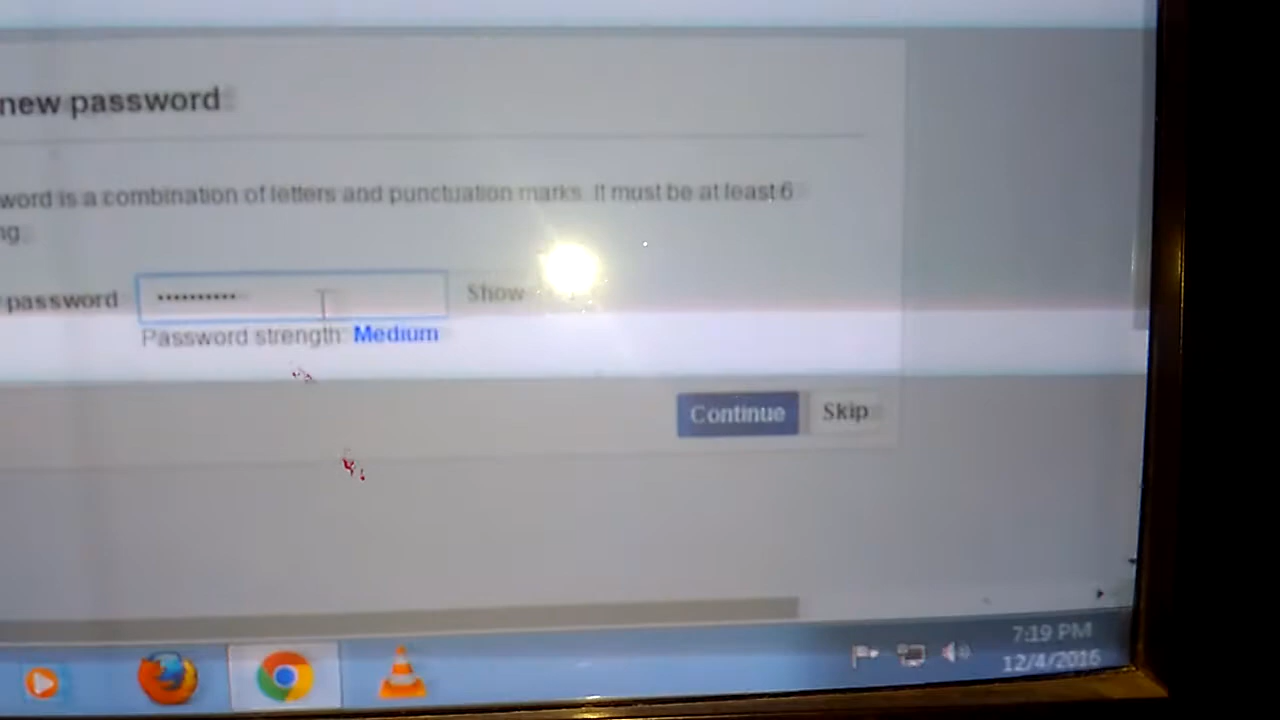 new password
word is a combination of letters and punctuation marks. It must be at least 6
ng.
password •••••••••• Show
Password strength: Medium
Continue Skip
7:19 PM
12/4/2016